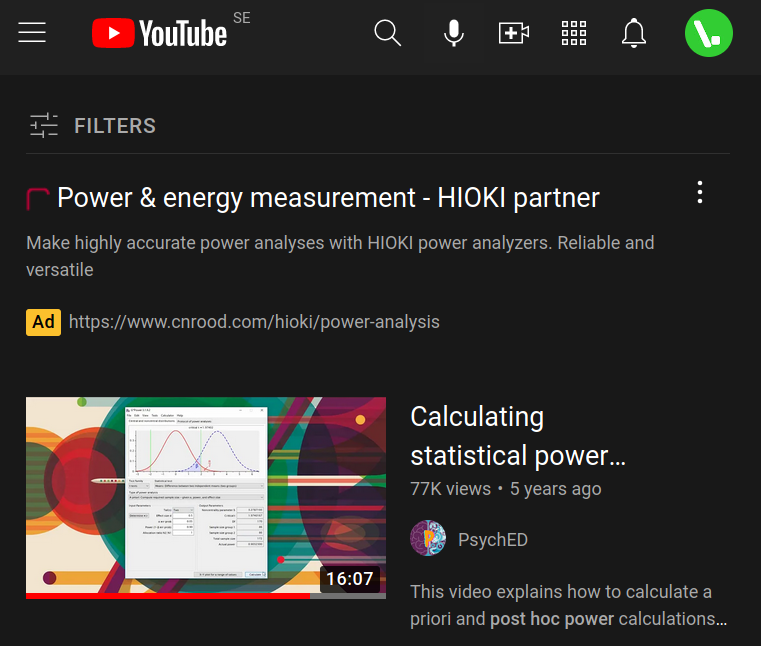 YouTube SE
FILTERS
Power & energy measurement - HIOKI partner
Make highly accurate power analyses with HIOKI power analyzers. Reliable and
versatile
Ad https://www.cnrood.com/hioki/power-analysis
Calculating
statistical power…
77K views • 5 years ago
PsychED
16:07
This video explains how to calculate a
priori and post hoc power calculations…